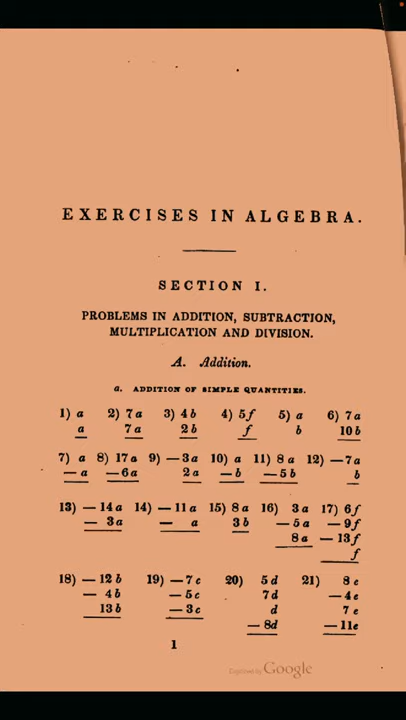 EXERCISES IN ALGEBRA.
SECTION I.
PROBLEMS IN ADDITION, SUBTRACTION,
MULTIPLICATION AND DIVISION.
A. Addition.
a. ADDITION OF SIMPLE QUANTITIES.
1) a 2) 7a 3) 4b 4) 5f 5) a 6) 7a
a 7a 2b f b 10b
7) a 8) 17a 9) —3a 10) a 11) 8a 12) —7a
—a —6a 2a —b —5b b
13) —14a 14) —11a 15) 8a 16) 3a 17) 6f
—3a —a 3b —5a —9f
8a —13f
f
18) —12b 19) —7c 20) 5d 21) 8e
—4b —5c 7d —4e
13b —3c d 7e
—8d —11e
1
Digitized by Google